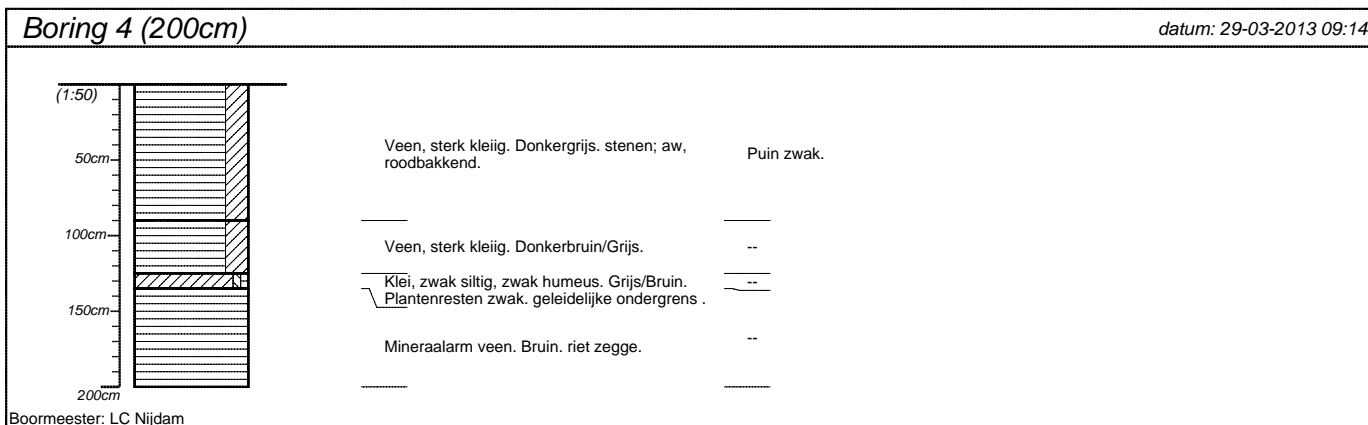 Boring 4 (200cm)
datum: 29-03-2013 09:14
(1:50)
50cm
Veen, sterk kleiig. Donkergrijs. stenen; aw,
roodbakkend.
Puin zwak.
100cm
Veen, sterk kleiig. Donkerbruin/Grijs.
--
Klei, zwak siltig, zwak humeus. Grijs/Bruin.
Plantenresten zwak. geleidelijke ondergrens .
--
150cm
Mineraalarm veen. Bruin. riet zegge.
--
200cm
Boormeester: LC Nijdam